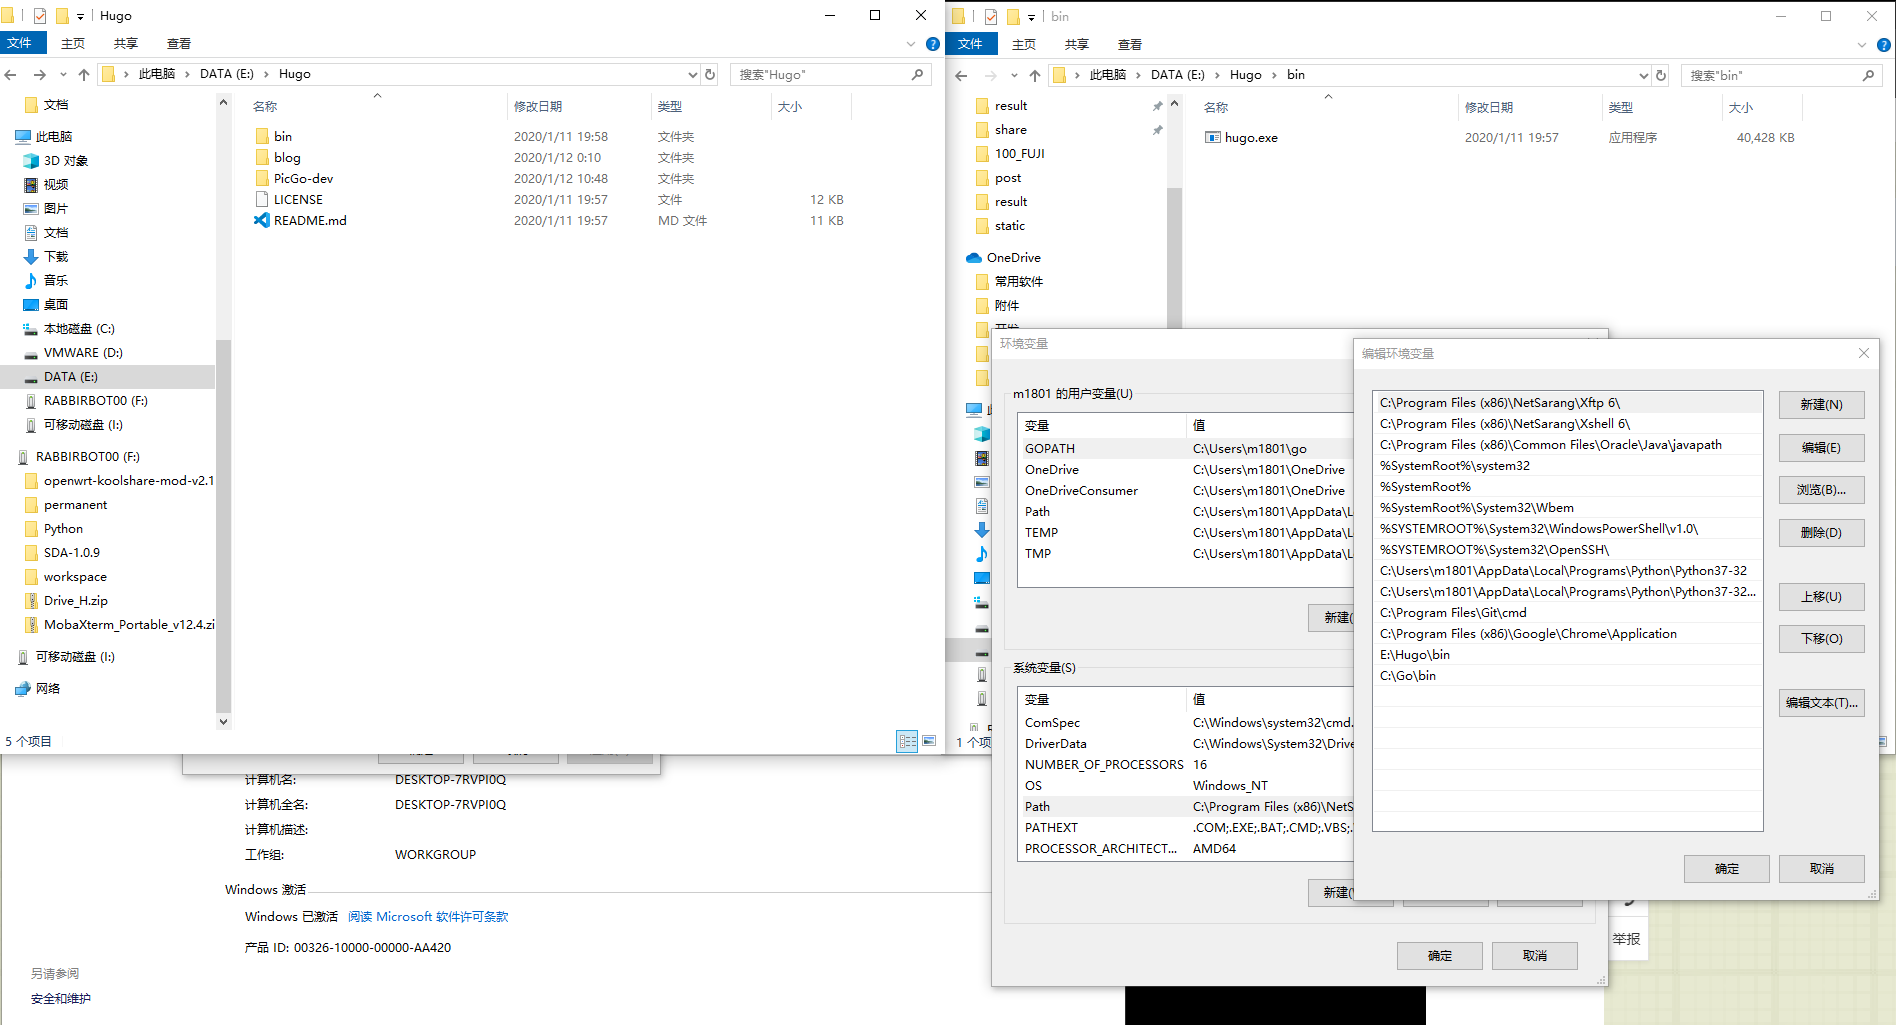 Hugo
文件
主页
共享
查看
此电脑
DATA (E:)
Hugo
搜索"Hugo"
文档
此电脑
3D 对象
视频
图片
文档
下载
音乐
桌面
本地磁盘 (C:)
VMWARE (D:)
DATA (E:)
RABBIRBOT00 (F:)
可移动磁盘 (I:)
RABBIRBOT00 (F:)
openwrt-koolshare-mod-v2.1
permanent
Python
SDA-1.0.9
workspace
Drive_H.zip
MobaXterm_Portable_v12.4.zi
可移动磁盘 (I:)
网络
名称 修改日期 类型 大小
bin 2020/1/11 19:58 文件夹
blog 2020/1/12 0:10 文件夹
PicGo-dev 2020/1/12 10:48 文件夹
LICENSE 2020/1/11 19:57 文件 12 KB
README.md 2020/1/11 19:57 MD 文件 11 KB
5 个项目
bin
文件
主页
共享
查看
此电脑
DATA (E:)
Hugo
bin
搜索"bin"
result
share
100_FUJI
post
result
static
OneDrive
常用软件
附件
名称 修改日期 类型 大小
hugo.exe 2020/1/11 19:57 应用程序 40,428 KB
1 个项
环境变量
m1801 的用户变量(U)
变量 值
GOPATH C:\Users\m1801\go
OneDrive C:\Users\m1801\OneDrive
OneDriveConsumer C:\Users\m1801\OneDrive
Path C:\Users\m1801\AppData\L
TEMP C:\Users\m1801\AppData\L
TMP C:\Users\m1801\AppData\L
新建(
系统变量(S)
变量 值
ComSpec C:\Windows\system32\cmd.
DriverData C:\Windows\System32\Drive
NUMBER_OF_PROCESSORS 16
OS Windows_NT
Path C:\Program Files (x86)\NetS
PATHEXT .COM;.EXE;.BAT;.CMD;.VBS;.
PROCESSOR_ARCHITECT... AMD64
新建(
确定
取消
编辑环境变量
C:\Program Files (x86)\NetSarang\Xftp 6\
C:\Program Files (x86)\NetSarang\Xshell 6\
C:\Program Files (x86)\Common Files\Oracle\Java\javapath
%SystemRoot%\system32
%SystemRoot%
%SystemRoot%\System32\Wbem
%SYSTEMROOT%\System32\WindowsPowerShell\v1.0\
%SYSTEMROOT%\System32\OpenSSH\
C:\Users\m1801\AppData\Local\Programs\Python\Python37-32
C:\Users\m1801\AppData\Local\Programs\Python\Python37-32...
C:\Program Files\Git\cmd
C:\Program Files (x86)\Google\Chrome\Application
E:\Hugo\bin
C:\Go\bin
新建(N)
编辑(E)
浏览(B)...
删除(D)
上移(U)
下移(O)
编辑文本(T)...
确定
取消
举报
计算机名: DESKTOP-7RVPI0Q
计算机全名: DESKTOP-7RVPI0Q
计算机描述:
工作组: WORKGROUP
Windows 激活
Windows 已激活 阅读 Microsoft 软件许可条款
产品 ID: 00326-10000-00000-AA420
另请参阅
安全和维护